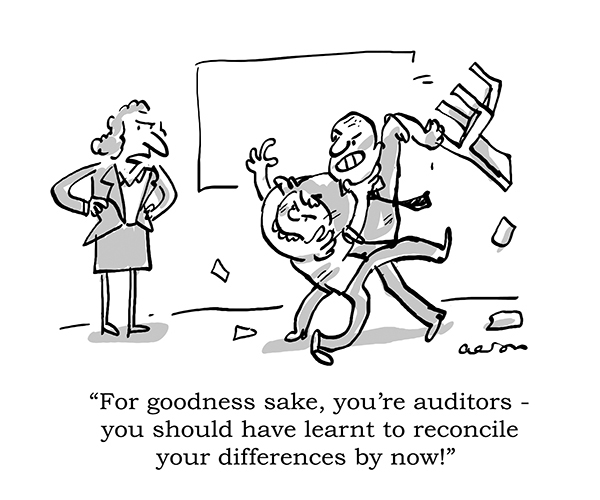 aaron
“For goodness sake, you’re auditors -
you should have learnt to reconcile
your differences by now!”